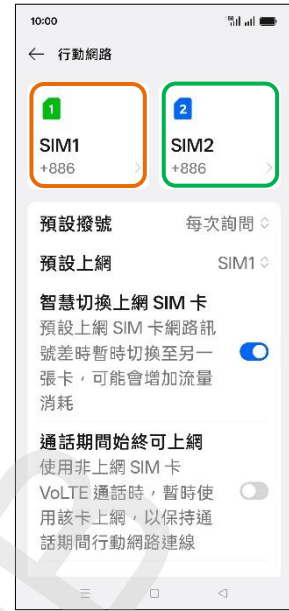 10:00
行動網路
1
SIM1
+886
2
SIM2
+886
預設撥號 每次詢問
預設上網 SIM1
智慧切換上網 SIM 卡
預設上網 SIM 卡網路訊
號差時暫時切換至另一
張卡，可能會增加流量
消耗
通話期間始終可上網
使用非上網 SIM 卡
VoLTE 通話時，暫時使
用該卡上網，以保持通
話期間行動網路連線